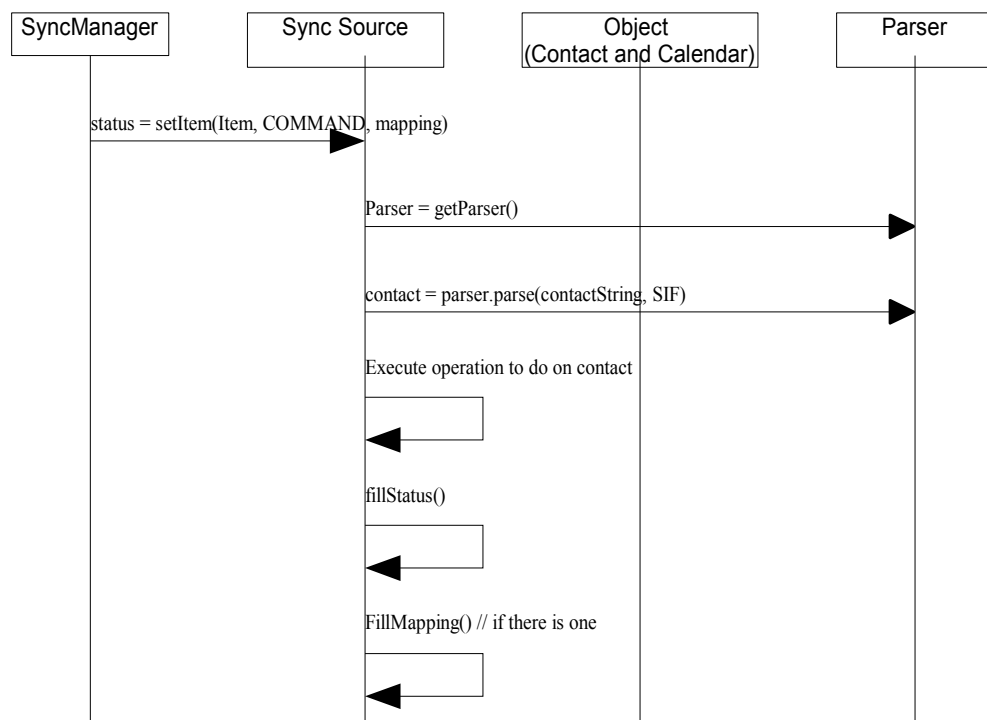 SyncManager
Sync Source
Object
(Contact and Calendar)
Parser
status = setItem(Item, COMMAND, mapping)
Parser = getParser()
contact = parser.parse(contactString, SIF)
Execute operation to do on contact
fillStatus()
FillMapping() // if there is one